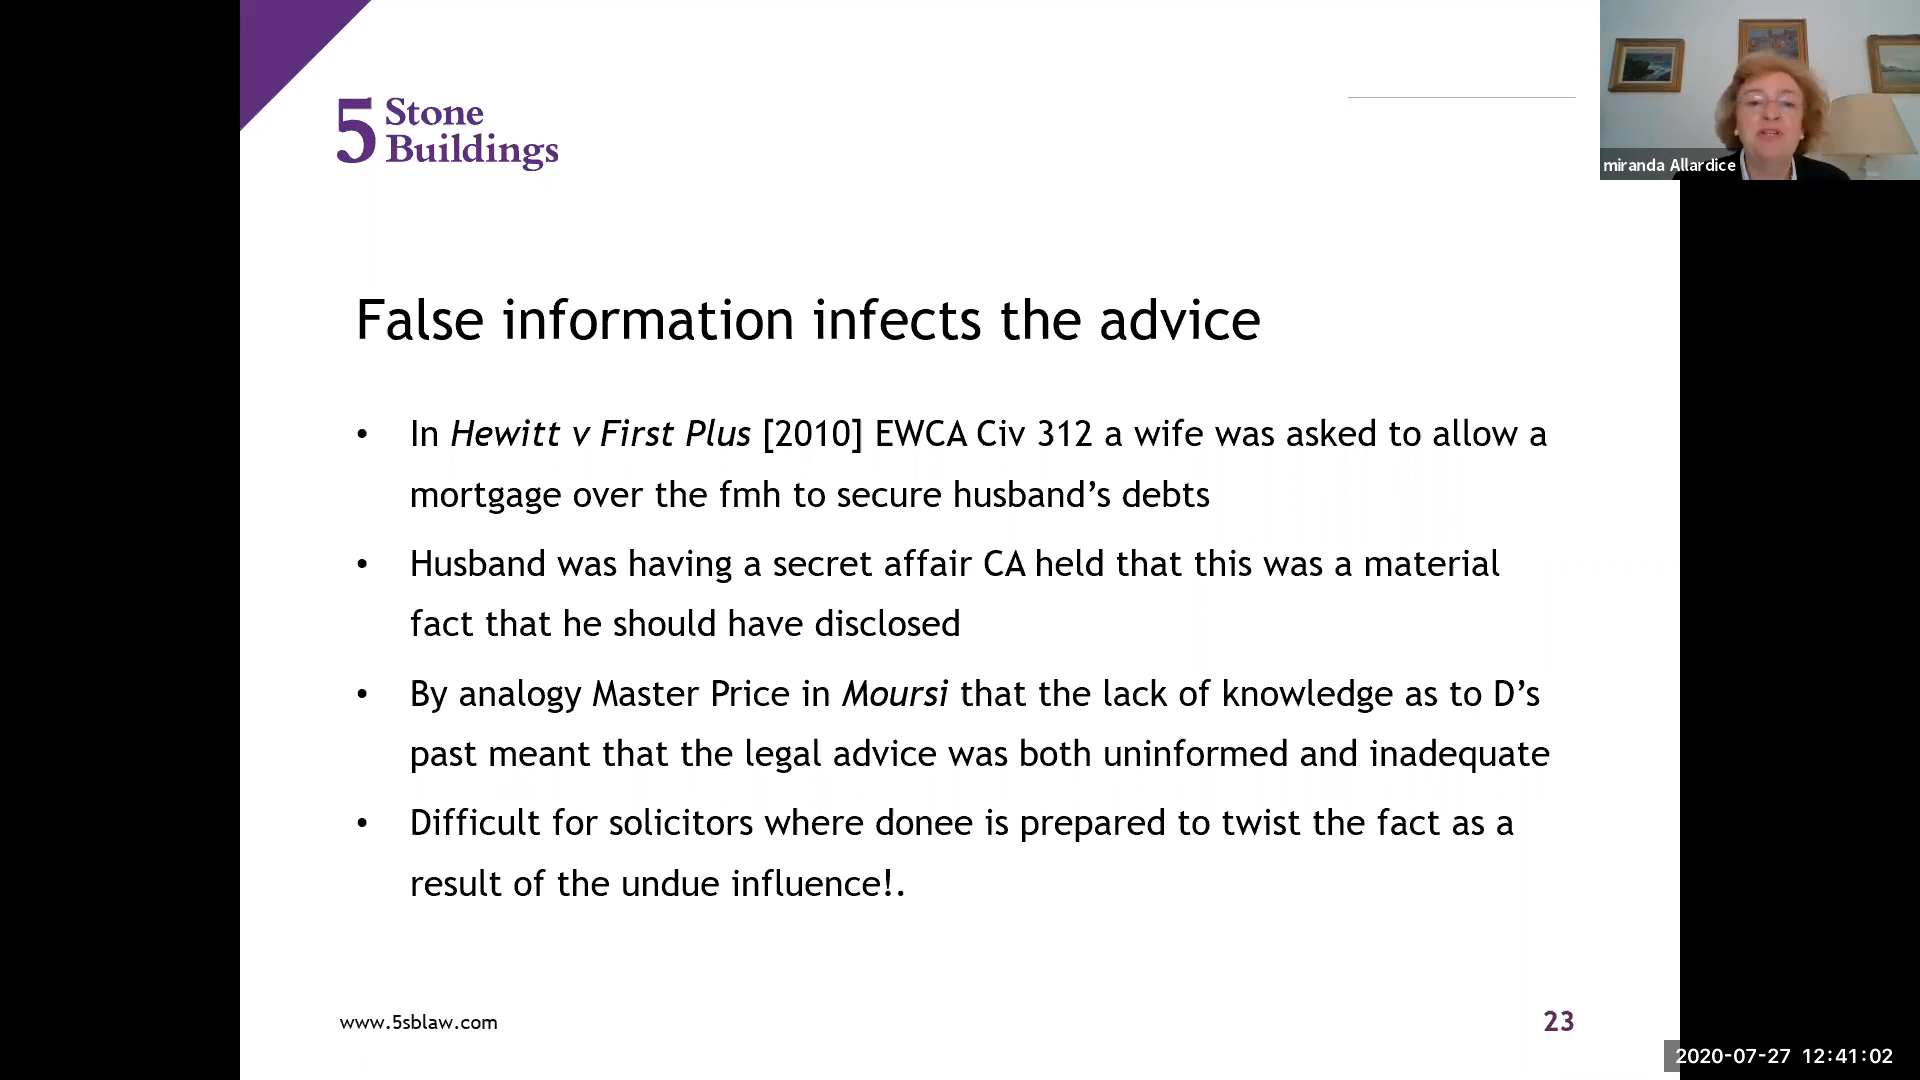 5 Stone
Buildings
miranda Allardice
False information infects the advice
• In Hewitt v First Plus [2010] EWCA Civ 312 a wife was asked to allow a
mortgage over the fmh to secure husband’s debts
• Husband was having a secret affair CA held that this was a material
fact that he should have disclosed
• By analogy Master Price in Moursi that the lack of knowledge as to D’s
past meant that the legal advice was both uninformed and inadequate
• Difficult for solicitors where donee is prepared to twist the fact as a
result of the undue influence!.
www.5sblaw.com
23
2020-07-27 12:41:02